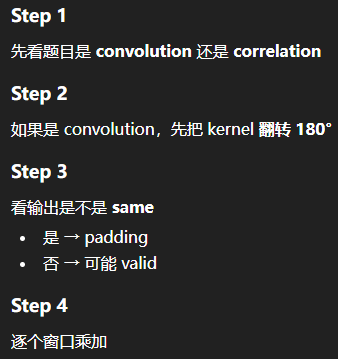 Step 1
先看题目是 convolution 还是 correlation
Step 2
如果是 convolution，先把 kernel 翻转 180°
Step 3
看输出是不是 same
• 是 → padding
• 否 → 可能 valid
Step 4
逐个窗口乘加